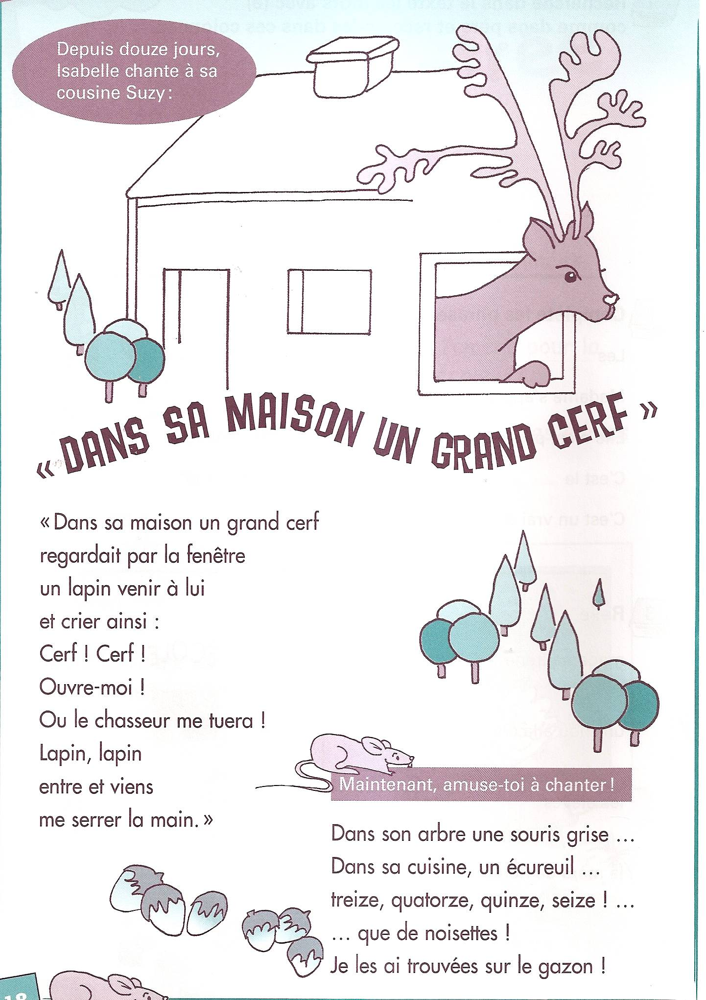 Depuis douze jours,
Isabelle chante à sa
cousine Suzy :
« DANS SA MAISON UN GRAND CERF »
« Dans sa maison un grand cerf
regardait par la fenêtre
un lapin venir à lui
et crier ainsi :
Cerf ! Cerf !
Ouvre-moi !
Ou le chasseur me tuera !
Lapin, lapin
entre et viens
me serrer la main. »
Maintenant, amuse-toi à chanter !
Dans son arbre une souris grise ...
Dans sa cuisine, un écureuil ...
treize, quatorze, quinze, seize ! ...
... que de noisettes !
Je les ai trouvées sur le gazon !
18